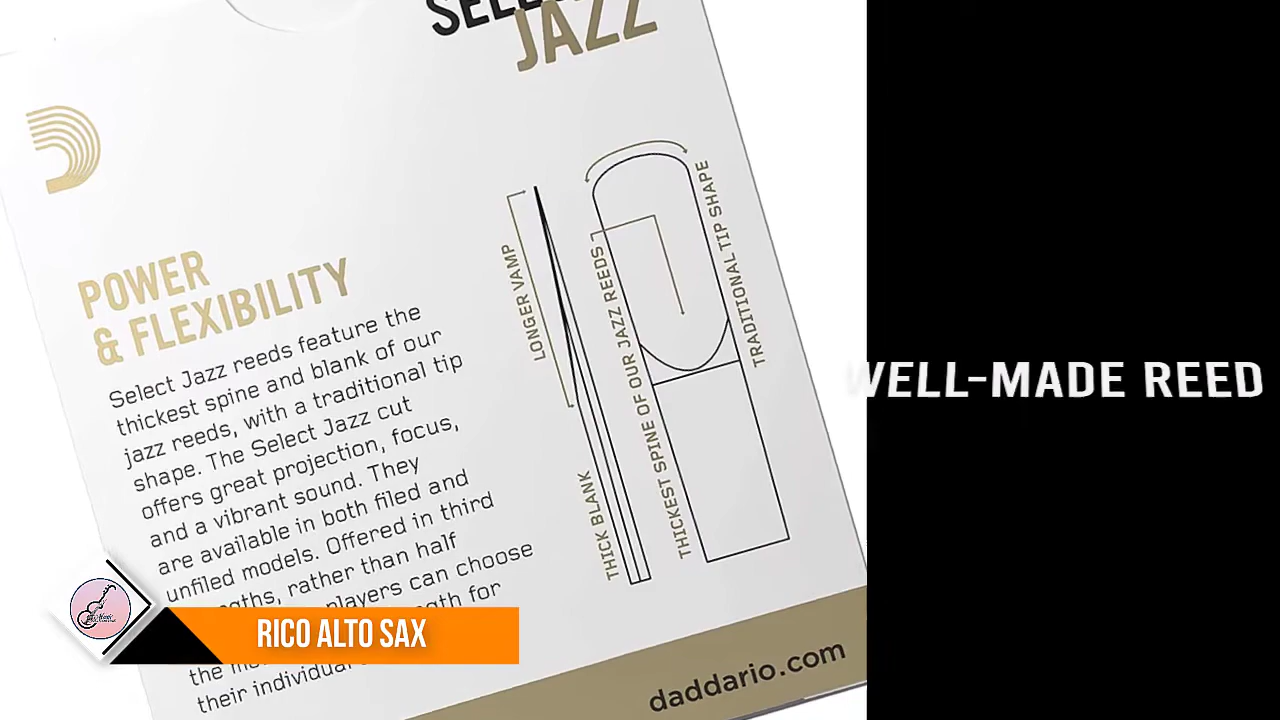 JAZZ
POWER
& FLEXIBILITY
Select Jazz reeds feature the
thickest spine and blank of our
jazz reeds, with a traditional tip
shape. The Select Jazz cut
offers great projection, focus,
and a vibrant sound. They
are available in both filed and
unfiled models. Offered in third
rather than half
players can choose
for
the
their individual
LONGER VAMP
THICK BLANK
THICKEST SPINE OF OUR JAZZ REEDS
TRADITIONAL TIP SHAPE
daddario.com
WELL-MADE REED
RICO ALTO SAX